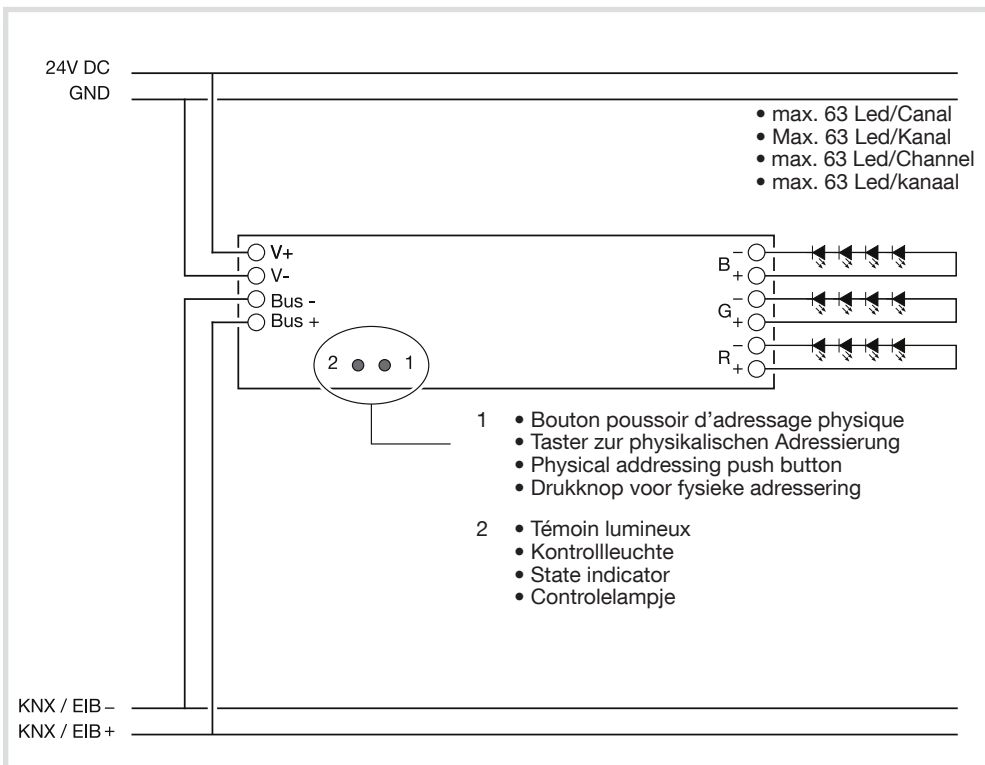 24V DC
GND
• max. 63 Led/Canal
• Max. 63 Led/Kanal
• max. 63 Led/Channel
• max. 63 Led/kanaal
V+
V-
Bus -
Bus +
B - +
G - +
R - +
2 1
1 • Bouton poussoir d'adressage physique
• Taster zur physikalischen Adressierung
• Physical addressing push button
• Drukknop voor fysieke adressering
2 • Témoin lumineux
• Kontrollleuchte
• State indicator
• Controlelampje
KNX / EIB –
KNX / EIB +